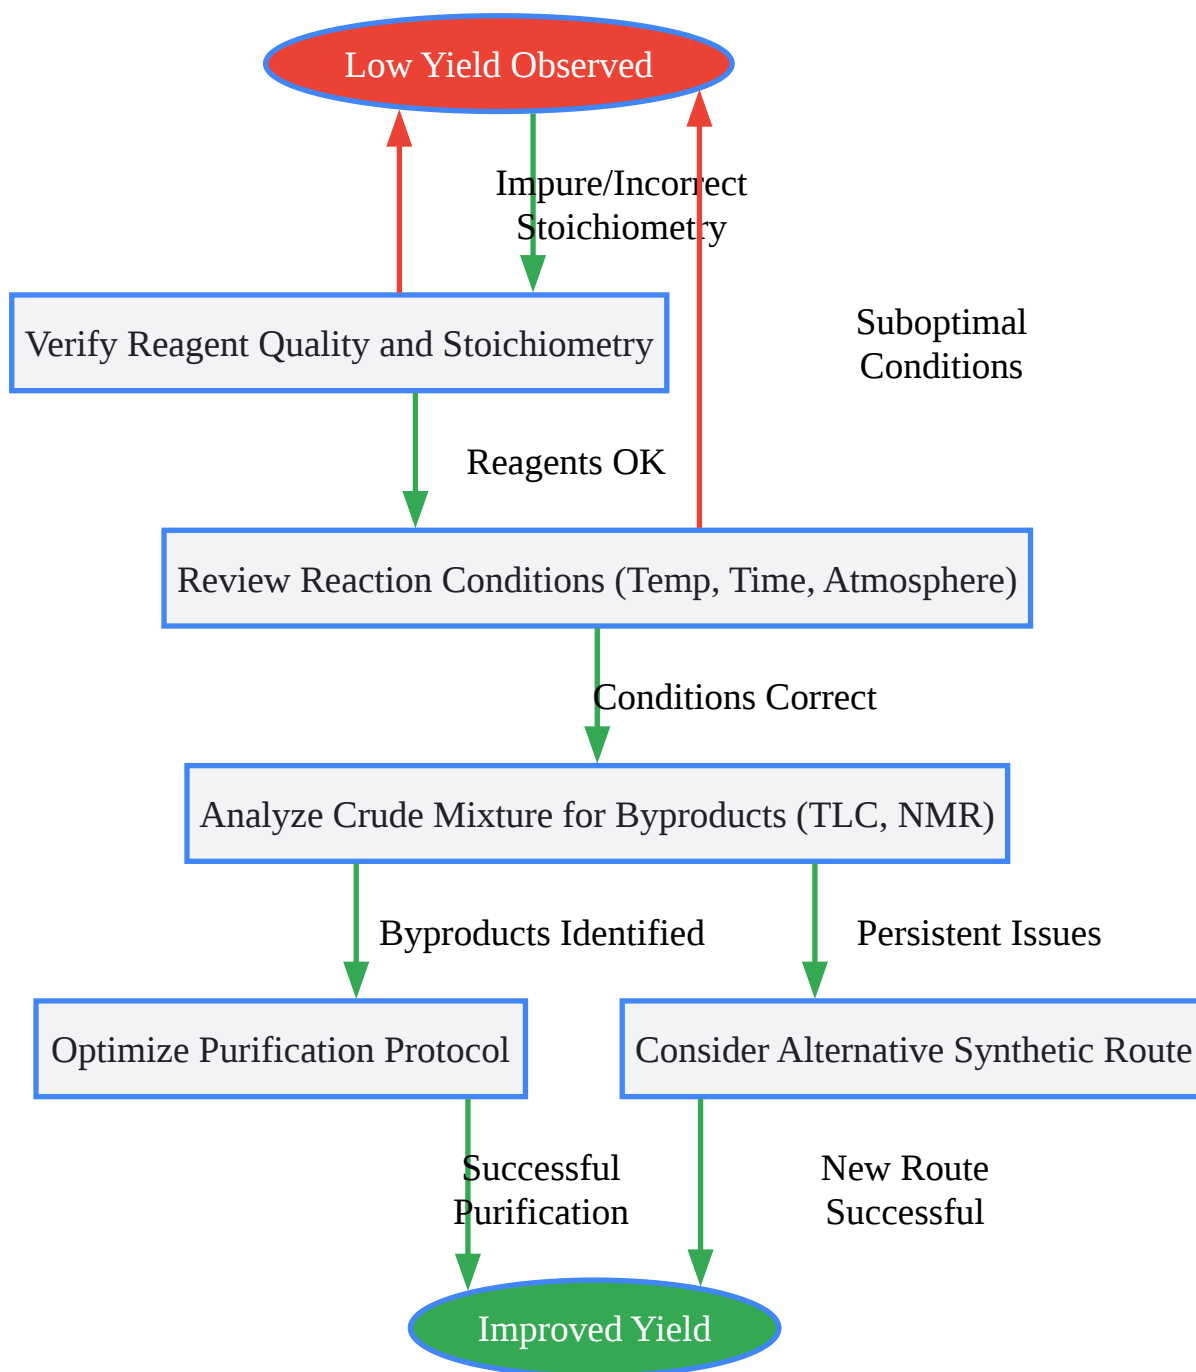 Low Yield Observed
Impure/Incorrect
Stoichiometry
Verify Reagent Quality and Stoichiometry
Suboptimal
Conditions
Reagents OK
Review Reaction Conditions (Temp, Time, Atmosphere)
Conditions Correct
Analyze Crude Mixture for Byproducts (TLC, NMR)
Byproducts Identified
Persistent Issues
Optimize Purification Protocol
Consider Alternative Synthetic Route
Successful
Purification
New Route
Successful
Improved Yield